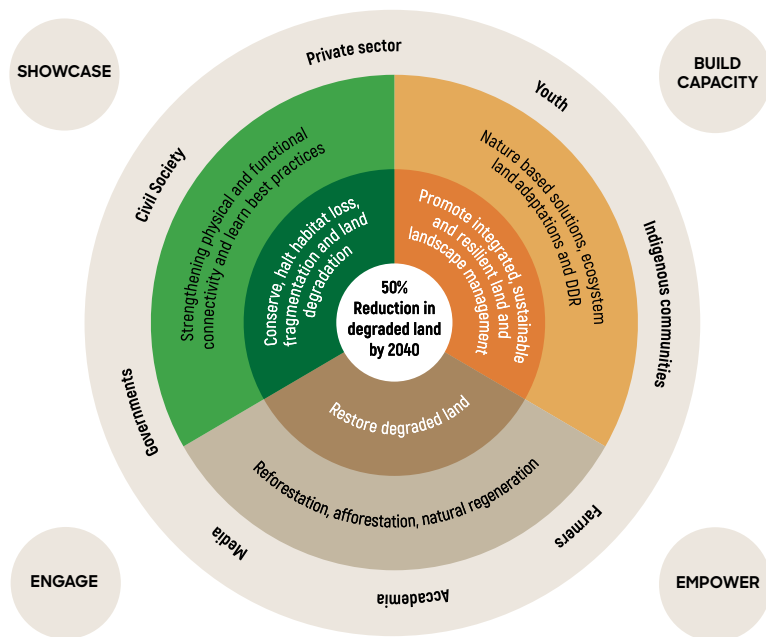 SHOWCASE
BUILD
CAPACITY
Private sector
Youth
Civil Society
Indigenous communities
Governments
Farmers
Media
Accademia
Strengthening physical and functional
connectivity and learn best practices
Nature based solutions, ecosystem
land adaptations and DDR
Conserve, halt habitat loss,
fragmentation and land
degradation
Promote integrated, sustainable
and resilient land and
landscape management
50%
Reduction in
degraded land
by 2040
Restore degraded land
Reforestation, afforestation, natural regeneration
ENGAGE
EMPOWER